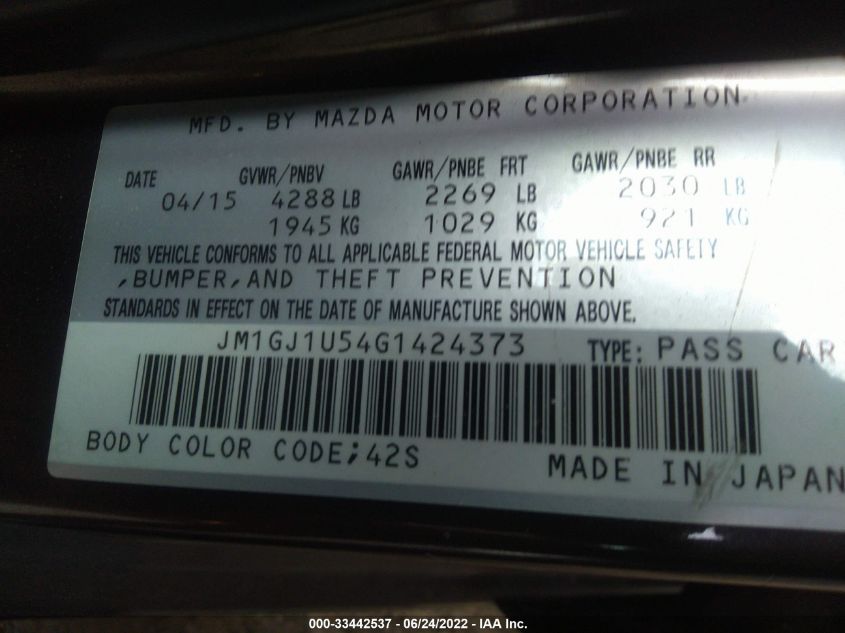 MFD. BY MAZDA MOTOR CORPORATION
DATE GVWR/PNBV GAWR/PNBE FRT GAWR/PNBE RR
04/15 4288 LB 2269 LB 2030 LB
1945 KG 1029 KG 921 KG
THIS VEHICLE CONFORMS TO ALL APPLICABLE FEDERAL MOTOR VEHICLE SAFETY
,BUMPER,AND THEFT PREVENTION
STANDARDS IN EFFECT ON THE DATE OF MANUFACTURE SHOWN ABOVE.
JM1GJ1U54G1424373 TYPE: PASS CAR
BODY COLOR CODE;42S MADE IN JAPAN
000-33442537 - 06/24/2022 - IAA Inc.